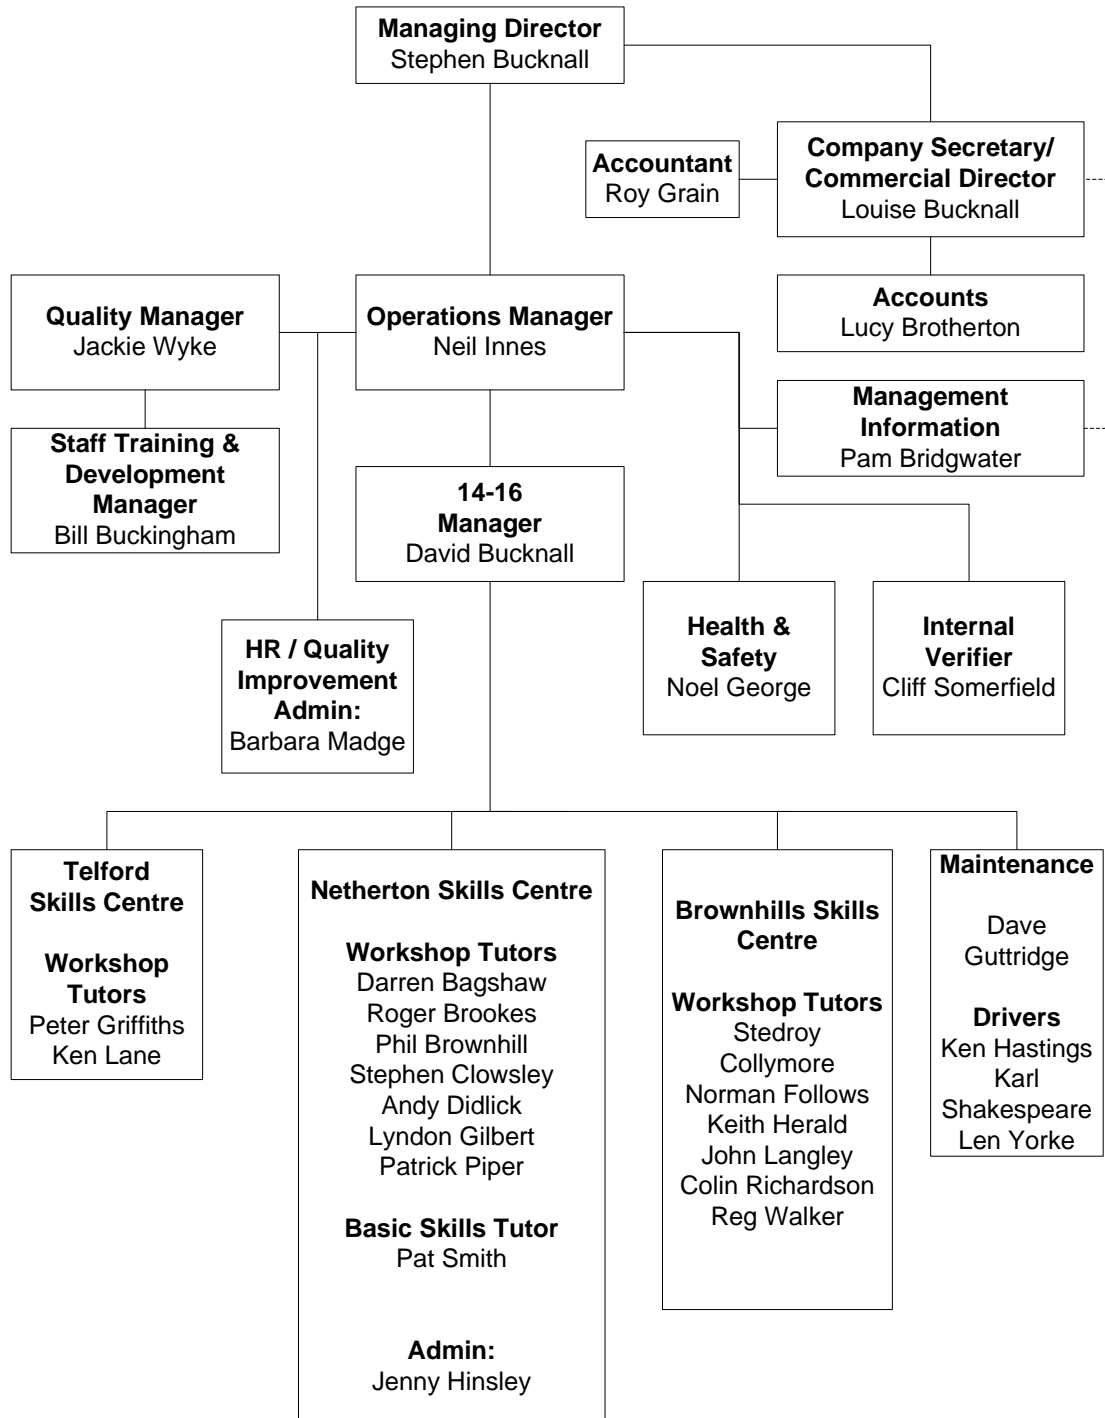 Managing Director
Stephen Bucknall
Accountant
Roy Grain
Company Secretary/
Commercial Director
Louise Bucknall
Quality Manager
Jackie Wyke
Operations Manager
Neil Innes
Accounts
Lucy Brotherton
Management
Information
Pam Bridgwater
Staff Training &
Development
Manager
Bill Buckingham
14-16
Manager
David Bucknall
HR / Quality
Improvement
Admin:
Barbara Madge
Health &
Safety
Noel George
Internal
Verifier
Cliff Somerfield
Telford
Skills Centre
Workshop
Tutors
Peter Griffiths
Ken Lane
Netherton Skills Centre
Workshop Tutors
Darren Bagshaw
Roger Brookes
Phil Brownhill
Stephen Clowsley
Andy Didlick
Lyndon Gilbert
Patrick Piper
Basic Skills Tutor
Pat Smith
Admin:
Jenny Hinsley
Brownhills Skills
Centre
Workshop Tutors
Stedroy
Collymore
Norman Follows
Keith Herald
John Langley
Colin Richardson
Reg Walker
Maintenance
Dave
Guttridge
Drivers
Ken Hastings
Karl
Shakespeare
Len Yorke